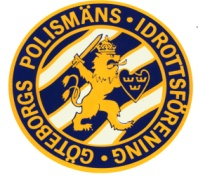 GÖTEBORGS POLISMÄNS · IDROTTSFÖRENING ·